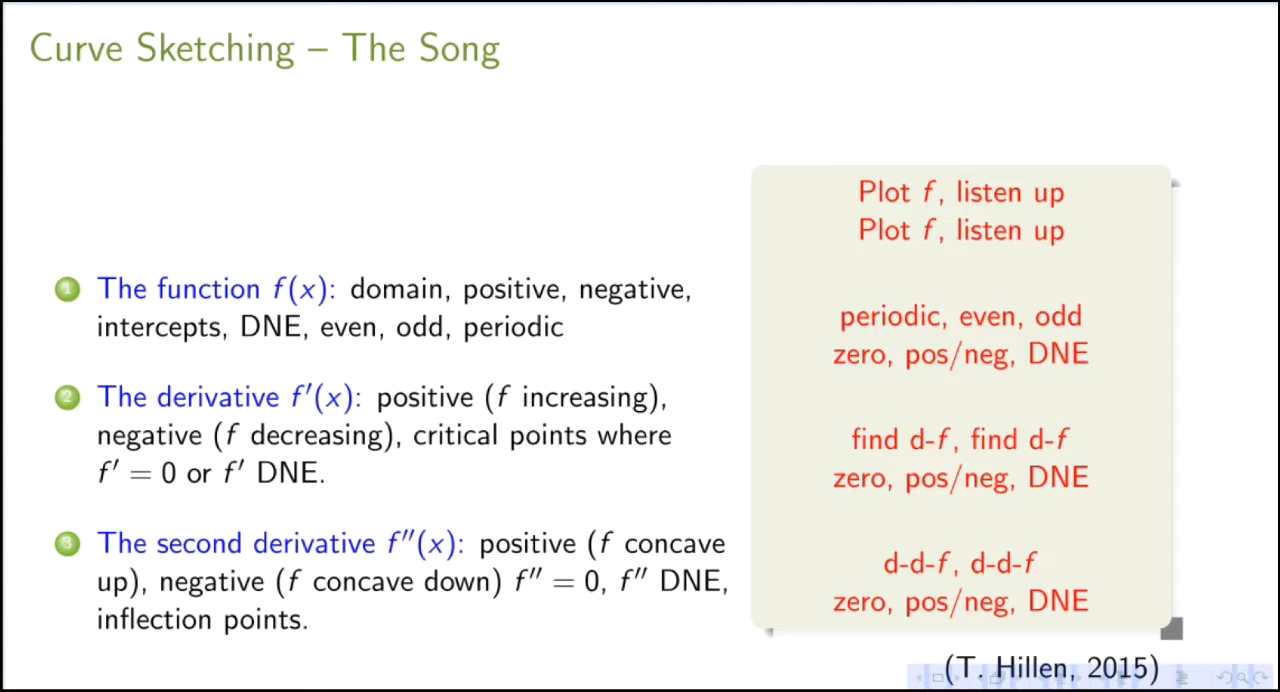 Curve Sketching – The Song
1 The function f(x): domain, positive, negative,
intercepts, DNE, even, odd, periodic
2 The derivative f′(x): positive (f increasing),
negative (f decreasing), critical points where
f′ = 0 or f′ DNE.
3 The second derivative f″(x): positive (f concave
up), negative (f concave down) f″ = 0, f″ DNE,
inflection points.
Plot f, listen up
Plot f, listen up
periodic, even, odd
zero, pos/neg, DNE
find d-f, find d-f
zero, pos/neg, DNE
d-d-f, d-d-f
zero, pos/neg, DNE
(T. Hillen, 2015)